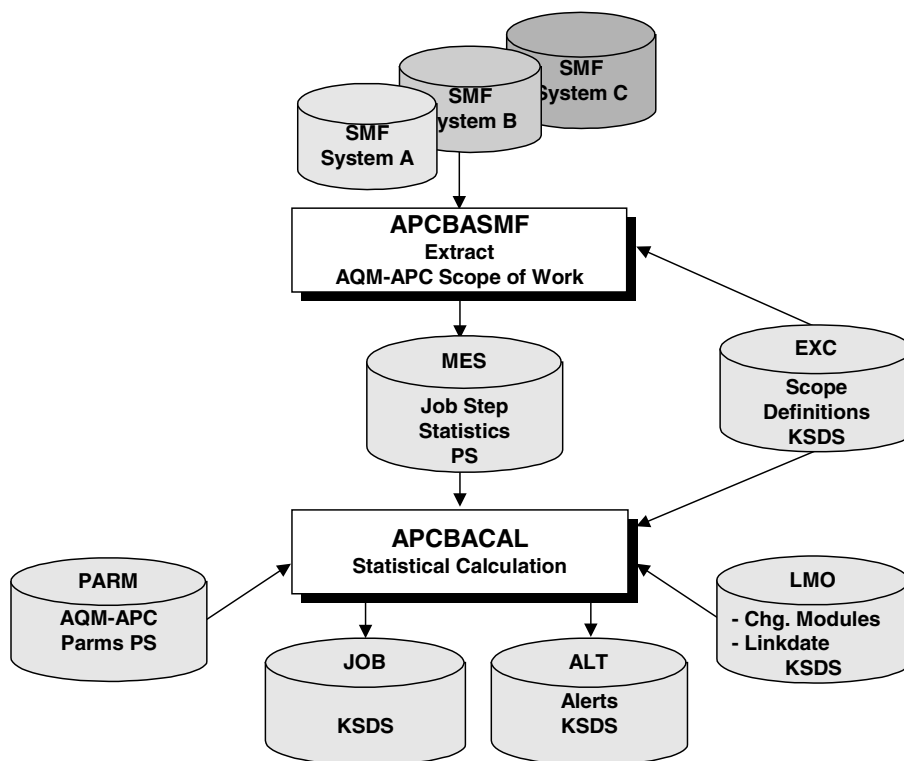 SMF
System C
SMF
ystem B
SMF
System A
APCBASMF
Extract
AQM-APC Scope of Work
MES
Job Step
Statistics
PS
EXC
Scope
Definitions
KSDS
APCBACAL
Statistical Calculation
PARM
AQM-APC
Parms PS
LMO
- Chg. Modules
- Linkdate
KSDS
JOB
KSDS
ALT
Alerts
KSDS